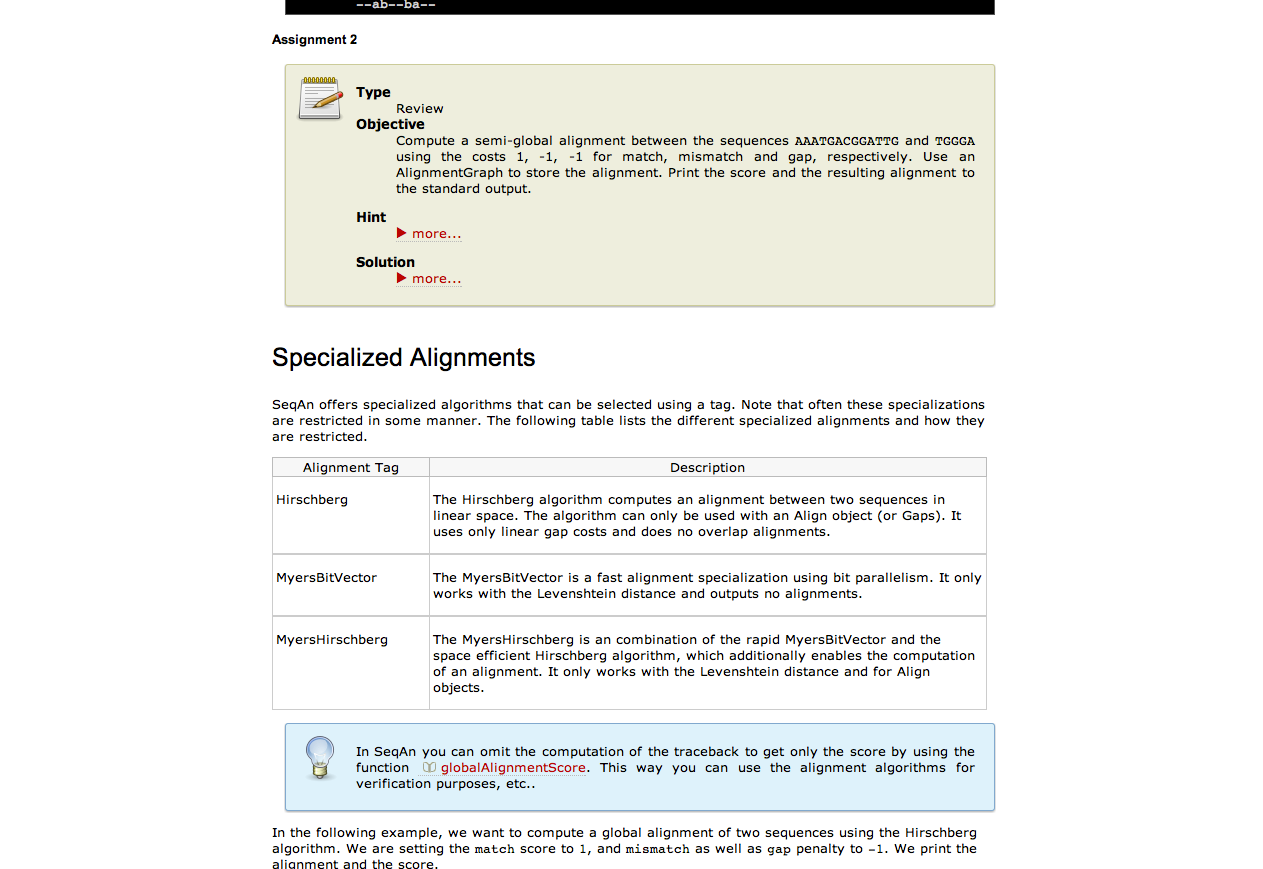 --ab--ba--
Assignment 2
Type
Review
Objective
Compute a semi-global alignment between the sequences AAATGACGGATTG and TGGGA
using the costs 1, -1, -1 for match, mismatch and gap, respectively. Use an
AlignmentGraph to store the alignment. Print the score and the resulting alignment to
the standard output.
Hint
more...
Solution
more...
Specialized Alignments
SeqAn offers specialized algorithms that can be selected using a tag. Note that often these specializations
are restricted in some manner. The following table lists the different specialized alignments and how they
are restricted.
Alignment Tag Description
Hirschberg
The Hirschberg algorithm computes an alignment between two sequences in
linear space. The algorithm can only be used with an Align object (or Gaps). It
uses only linear gap costs and does no overlap alignments.
MyersBitVector
The MyersBitVector is a fast alignment specialization using bit parallelism. It only
works with the Levenshtein distance and outputs no alignments.
MyersHirschberg
The MyersHirschberg is an combination of the rapid MyersBitVector and the
space efficient Hirschberg algorithm, which additionally enables the computation
of an alignment. It only works with the Levenshtein distance and for Align
objects.
In SeqAn you can omit the computation of the traceback to get only the score by using the
function globalAlignmentScore. This way you can use the alignment algorithms for
verification purposes, etc..
In the following example, we want to compute a global alignment of two sequences using the Hirschberg
algorithm. We are setting the match score to 1, and mismatch as well as gap penalty to -1. We print the
alignment and the score.